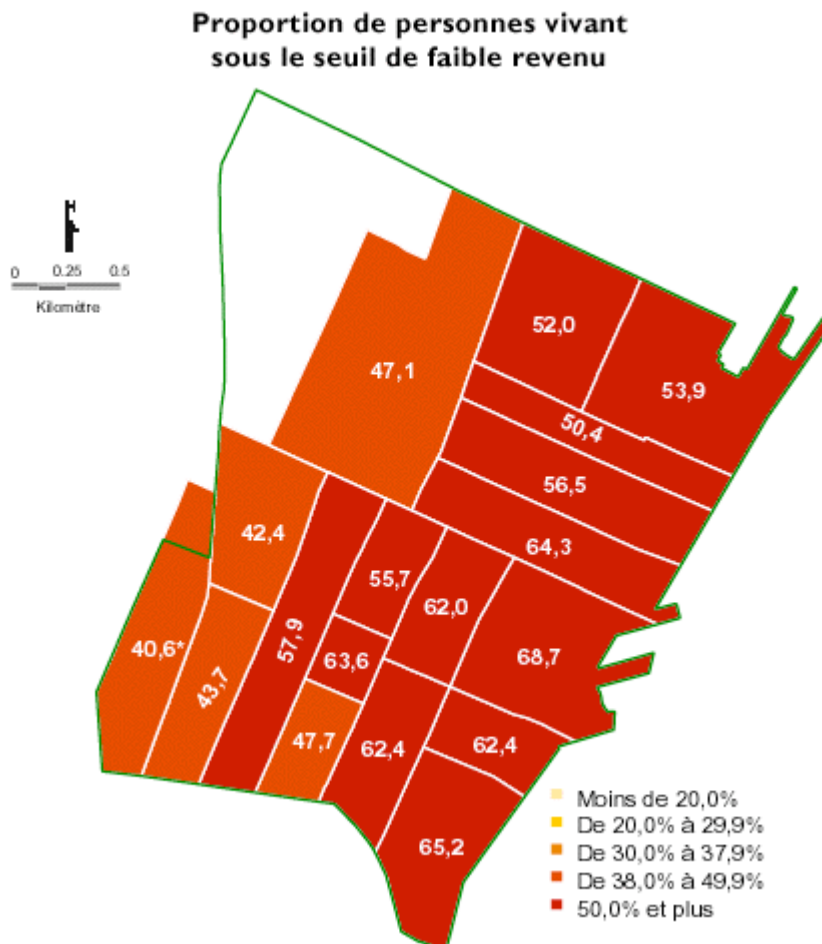 Proportion de personnes vivant
sous le seuil de faible revenu
N
0 0.25 0.5
Kilomètre
52,0
47,1
53,9
50,4
56,5
42,4
64,3
55,7
62,0
57,9
40,6*
63,6
68,7
43,7
47,7
62,4
62,4
65,2
Moins de 20,0%
De 20,0% à 29,9%
De 30,0% à 37,9%
De 38,0% à 49,9%
50,0% et plus